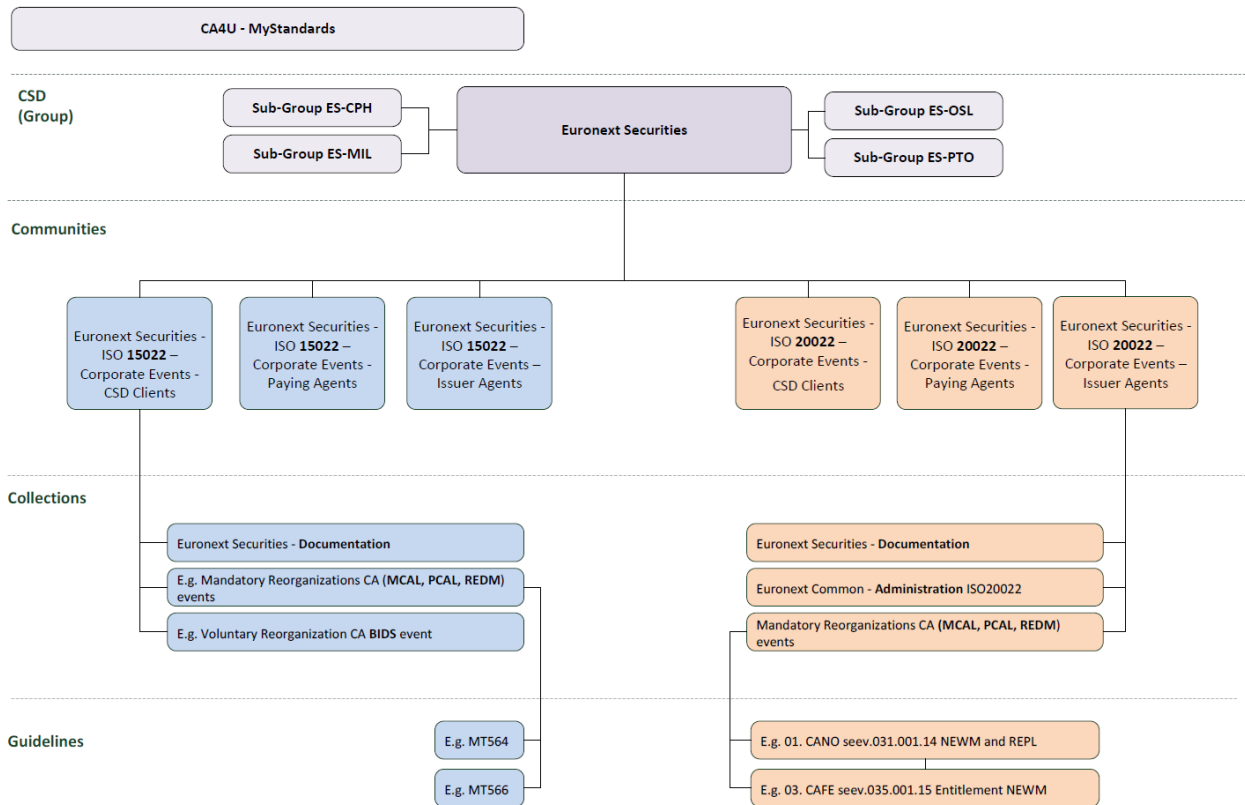 CA4U - MyStandards
CSD
(Group)
Sub-Group ES-CPH
Sub-Group ES-MIL
Euronext Securities
Sub-Group ES-OSL
Sub-Group ES-PTO
Communities
Euronext Securities -
ISO 15022 –
Corporate Events -
CSD Clients
Euronext Securities -
ISO 15022 –
Corporate Events -
Paying Agents
Euronext Securities -
ISO 15022 –
Corporate Events –
Issuer Agents
Euronext Securities -
ISO 20022 –
Corporate Events -
CSD Clients
Euronext Securities -
ISO 20022 –
Corporate Events -
Paying Agents
Euronext Securities -
ISO 20022 –
Corporate Events –
Issuer Agents
Collections
Euronext Securities - Documentation
E.g. Mandatory Reorganizations CA (MCAL, PCAL, REDM)
events
E.g. Voluntary Reorganization CA BIDS event
Euronext Securities - Documentation
Euronext Common - Administration ISO20022
Mandatory Reorganizations CA (MCAL, PCAL, REDM)
events
Guidelines
E.g. MT564
E.g. MT566
E.g. 01. CANO seev.031.001.14 NEWM and REPL
E.g. 03. CAFE seev.035.001.15 Entitlement NEWM